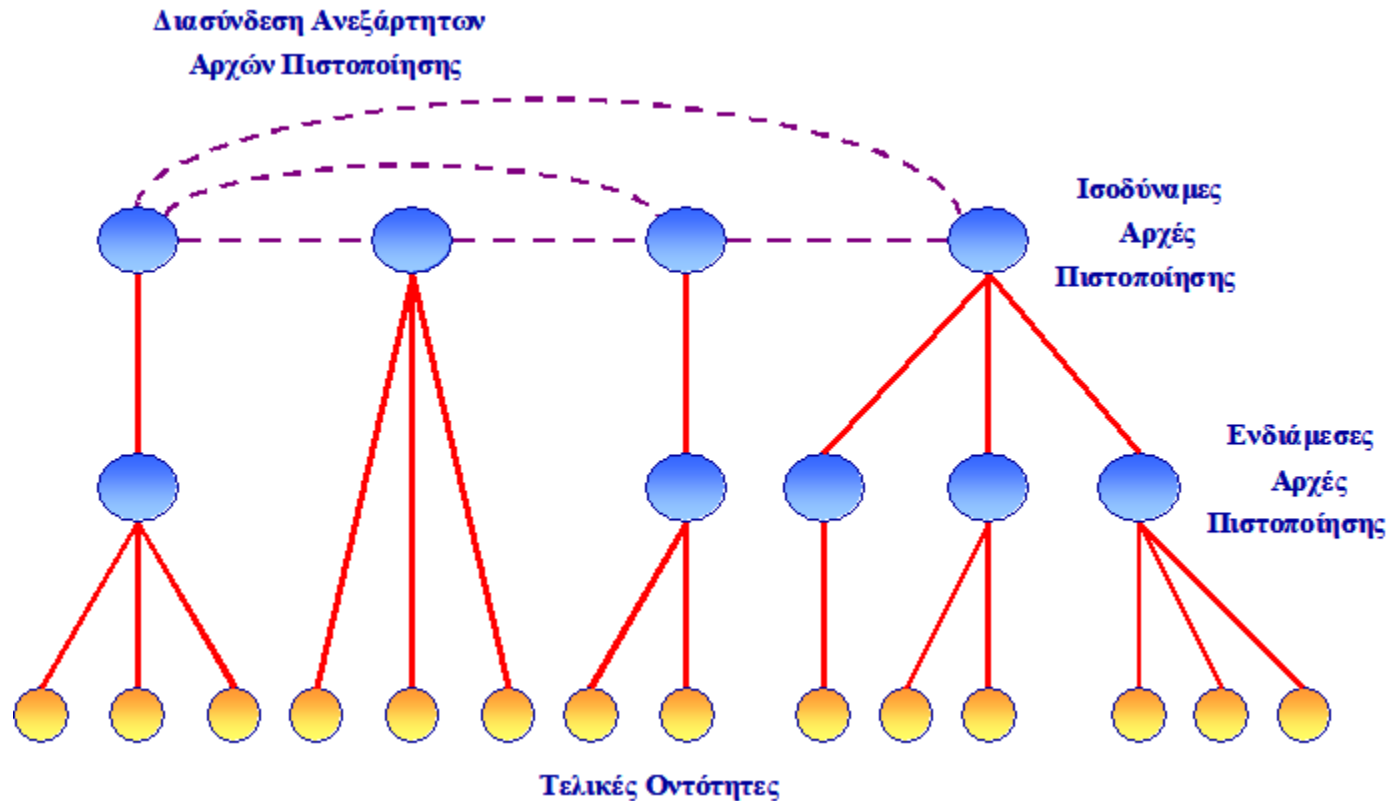 Διασύνδεση Ανεξάρτητων
Αρχών Πιστοποίησης
Ισοδύναμες
Αρχές
Πιστοποίησης
Ενδιάμεσες
Αρχές
Πιστοποίησης
Τελικές Οντότητες